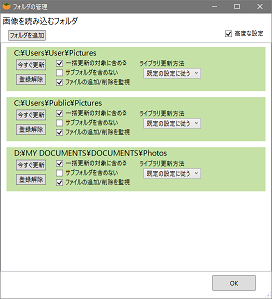 フォルダの管理
画像を読み込むフォルダ
フォルダを追加
高度な設定
C:¥Users¥User¥Pictures
今すぐ更新
一括更新の対象に含める
ライブラリ更新方法
サブフォルダを含めない
既定の設定に従う
登録解除
ファイルの追加/削除を監視
C:¥Users¥Public¥Pictures
今すぐ更新
一括更新の対象に含める
ライブラリ更新方法
サブフォルダを含めない
既定の設定に従う
登録解除
ファイルの追加/削除を監視
D:¥MY DOCUMENTS¥DOCUMENTS¥Photos
今すぐ更新
一括更新の対象に含める
ライブラリ更新方法
サブフォルダを含めない
既定の設定に従う
登録解除
ファイルの追加/削除を監視
OK